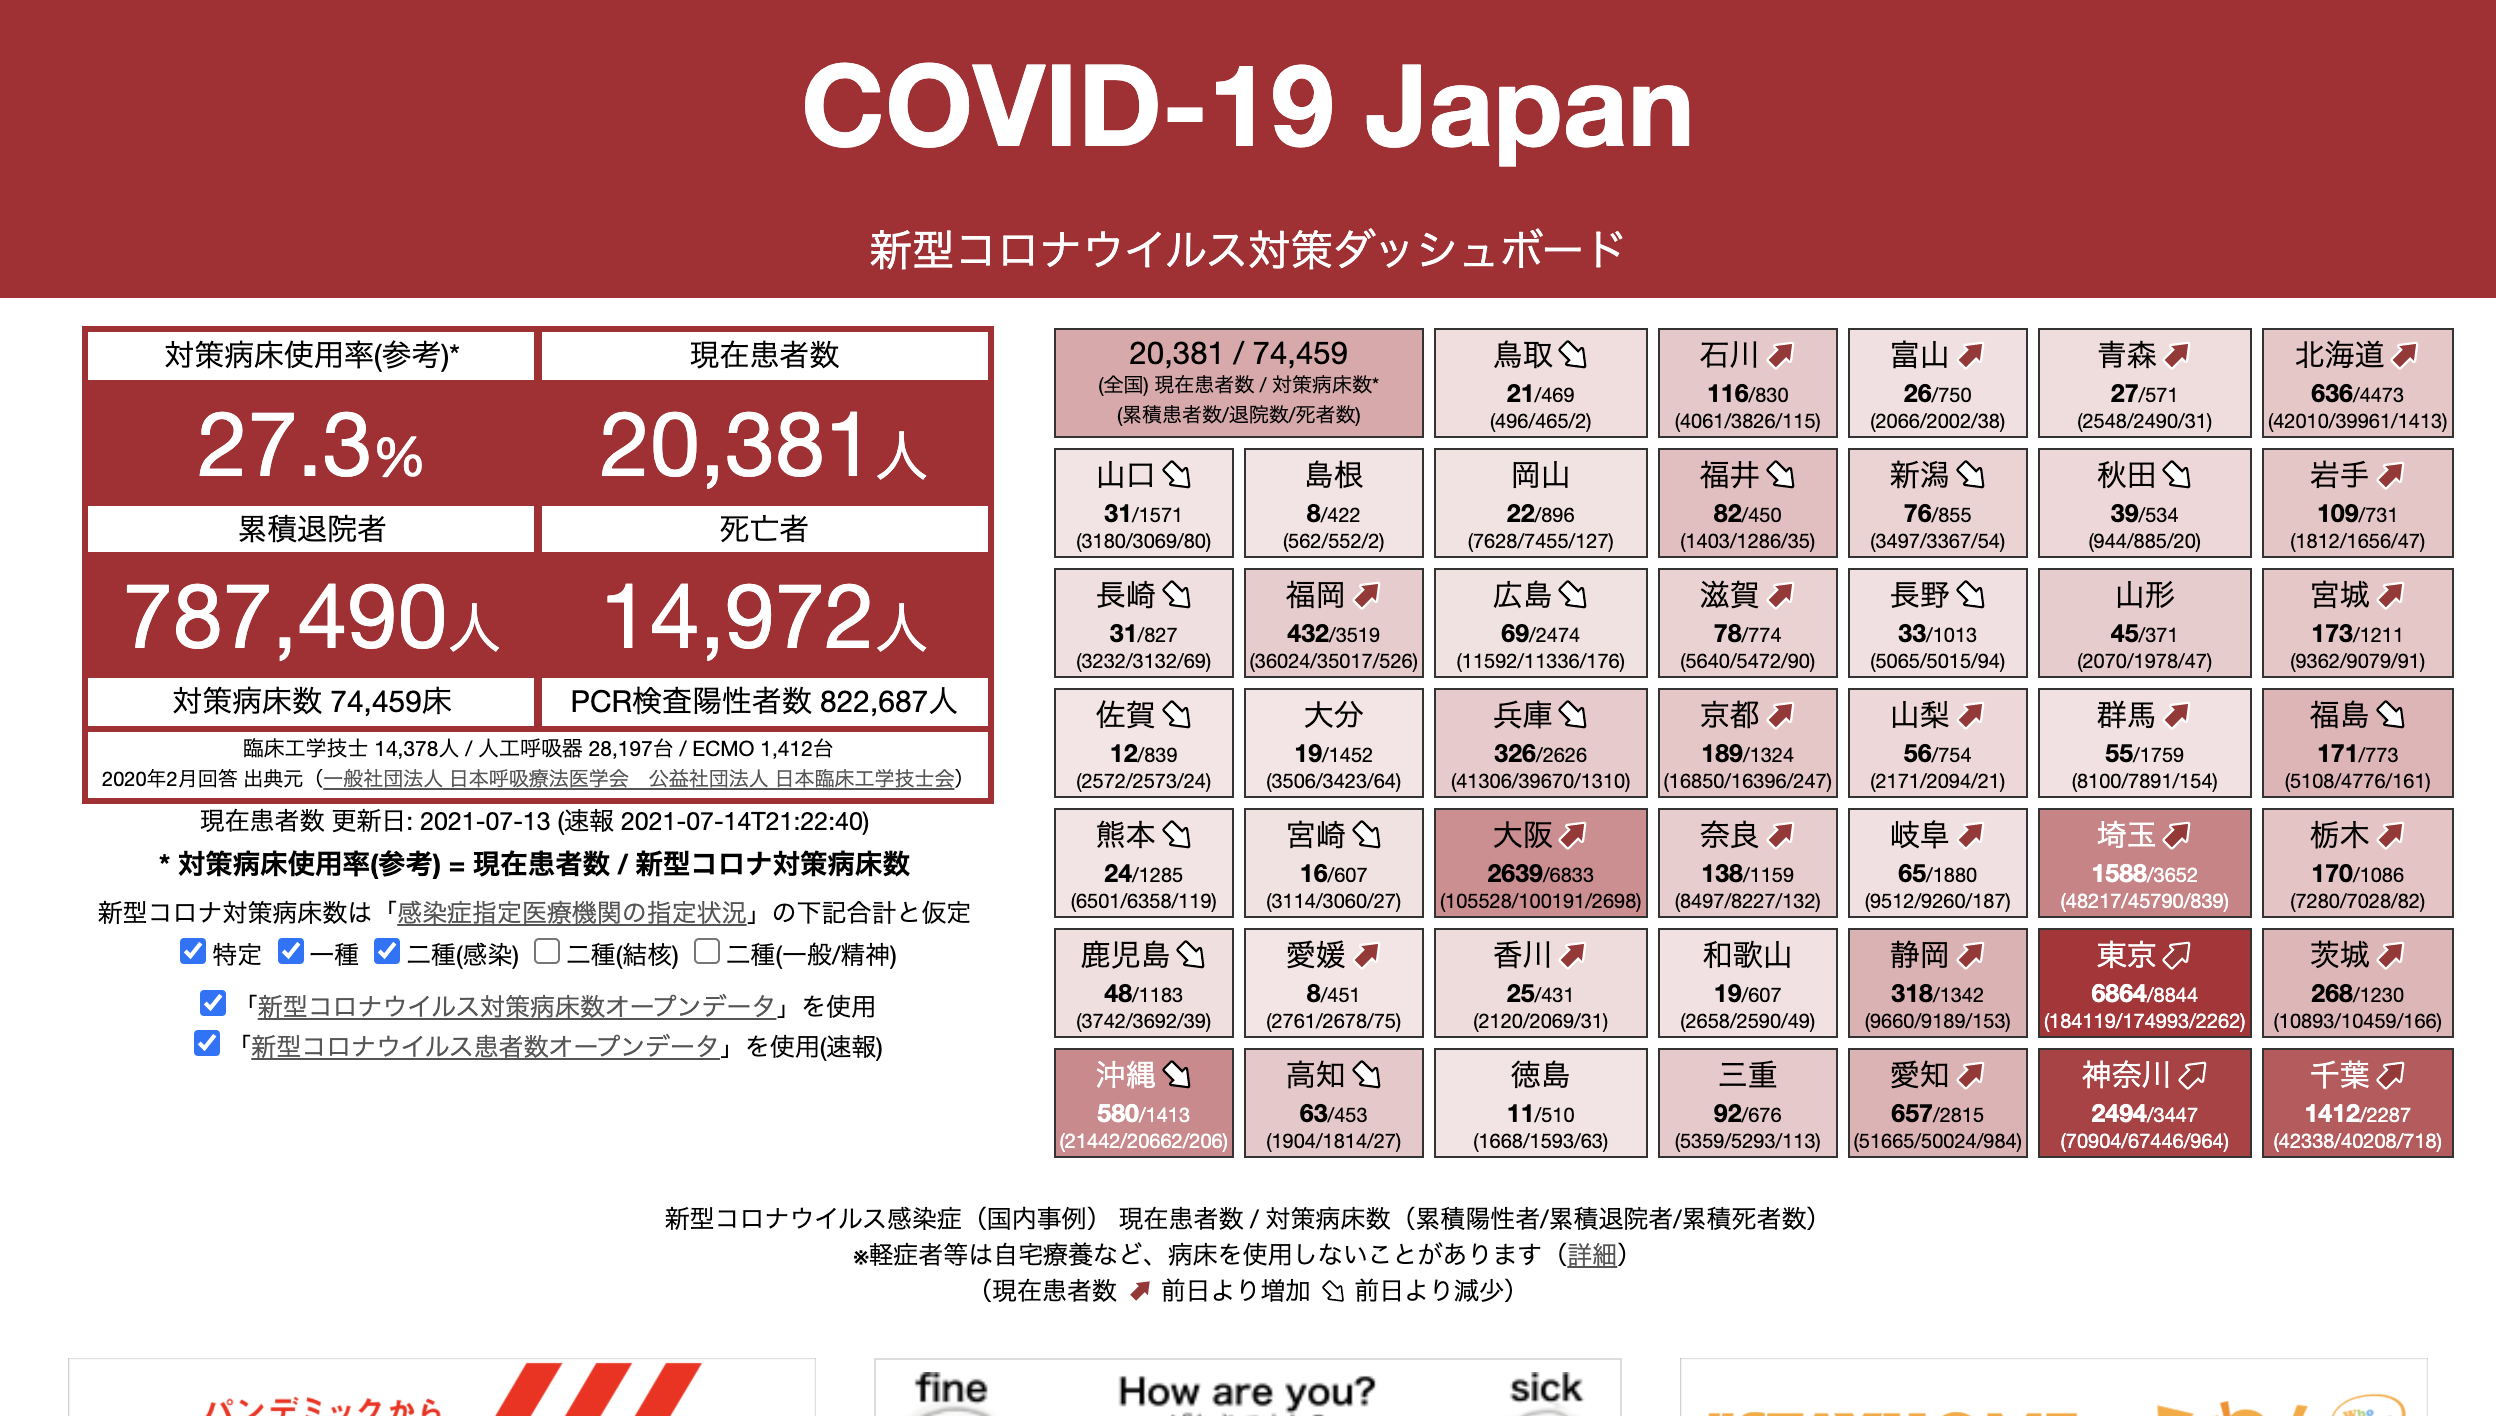 COVID-19 Japan
新型コロナウイルス対策ダッシュボード
対策病床使用率(参考)*
現在患者数
27.3%
20,381人
累積退院者
死亡者
787,490人
14,972人
対策病床数 74,459床
PCR検査陽性者数 822,687人
臨床工学技士 14,378人 / 人工呼吸器 28,197台 / ECMO 1,412台
2020年2月回答 出典元（一般社団法人 日本呼吸療法医学会　公益社団法人 日本臨床工学技士会）
現在患者数 更新日: 2021-07-13 (速報 2021-07-14T21:22:40)
* 対策病床使用率(参考) = 現在患者数 / 新型コロナ対策病床数
新型コロナ対策病床数は「感染症指定医療機関の指定状況」の下記合計と仮定
特定 一種 二種(感染) 二種(結核) 二種(一般/精神)
「新型コロナウイルス対策病床数オープンデータ」を使用
「新型コロナウイルス患者数オープンデータ」を使用(速報)
20,381 / 74,459
(全国) 現在患者数 / 対策病床数*
(累積患者数/退院数/死者数)
鳥取
21/469
(496/465/2)
石川
116/830
(4061/3826/115)
富山
26/750
(2066/2002/38)
青森
27/571
(2548/2490/31)
北海道
636/4473
(42010/39961/1413)
山口
31/1571
(3180/3069/80)
島根
8/422
(562/552/2)
岡山
22/896
(7628/7455/127)
福井
82/450
(1403/1286/35)
新潟
76/855
(3497/3367/54)
秋田
39/534
(944/885/20)
岩手
109/731
(1812/1656/47)
長崎
31/827
(3232/3132/69)
福岡
432/3519
(36024/35017/526)
広島
69/2474
(11592/11336/176)
滋賀
78/774
(5640/5472/90)
長野
33/1013
(5065/5015/94)
山形
45/371
(2070/1978/47)
宮城
173/1211
(9362/9079/91)
佐賀
12/839
(2572/2573/24)
大分
19/1452
(3506/3423/64)
兵庫
326/2626
(41306/39670/1310)
京都
189/1324
(16850/16396/247)
山梨
56/754
(2171/2094/21)
群馬
55/1759
(8100/7891/154)
福島
171/773
(5108/4776/161)
熊本
24/1285
(6501/6358/119)
宮崎
16/607
(3114/3060/27)
大阪
2639/6833
(105528/100191/2698)
奈良
138/1159
(8497/8227/132)
岐阜
65/1880
(9512/9260/187)
埼玉
1588/3652
(48217/45790/839)
栃木
170/1086
(7280/7028/82)
鹿児島
48/1183
(3742/3692/39)
愛媛
8/451
(2761/2678/75)
香川
25/431
(2120/2069/31)
和歌山
19/607
(2658/2590/49)
静岡
318/1342
(9660/9189/153)
東京
6864/8844
(184119/174993/2262)
茨城
268/1230
(10893/10459/166)
沖縄
580/1413
(21442/20662/206)
高知
63/453
(1904/1814/27)
徳島
11/510
(1668/1593/63)
三重
92/676
(5359/5293/113)
愛知
657/2815
(51665/50024/984)
神奈川
2494/3447
(70904/67446/964)
千葉
1412/2287
(42338/40208/718)
新型コロナウイルス感染症（国内事例） 現在患者数 / 対策病床数（累積陽性者/累積退院者/累積死者数）
※軽症者等は自宅療養など、病床を使用しないことがあります（詳細）
（現在患者数 前日より増加 前日より減少）
パンデミックから
fine How are you? sick